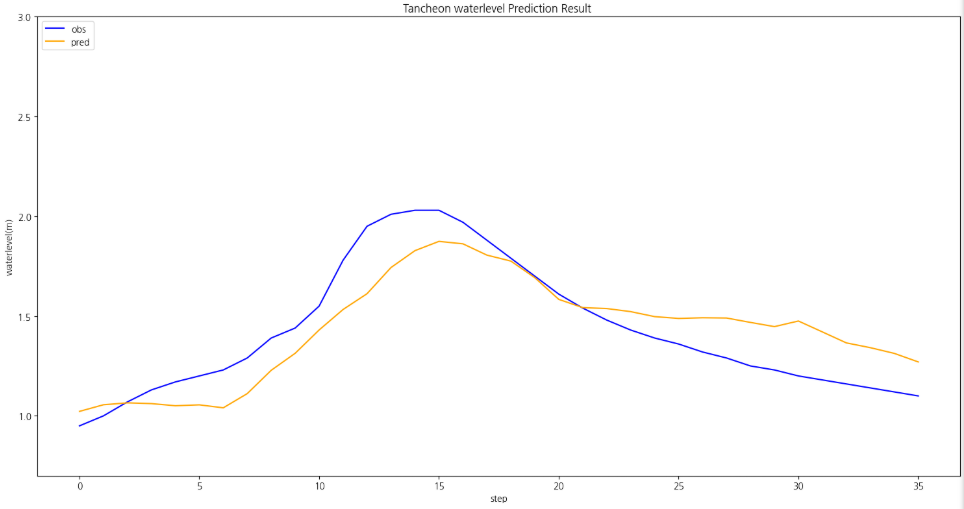 Tancheon waterlevel Prediction Result
obs
pred
3.0
2.5
2.0
1.5
1.0
waterlevel(m)
0 5 10 15 20 25 30 35
step